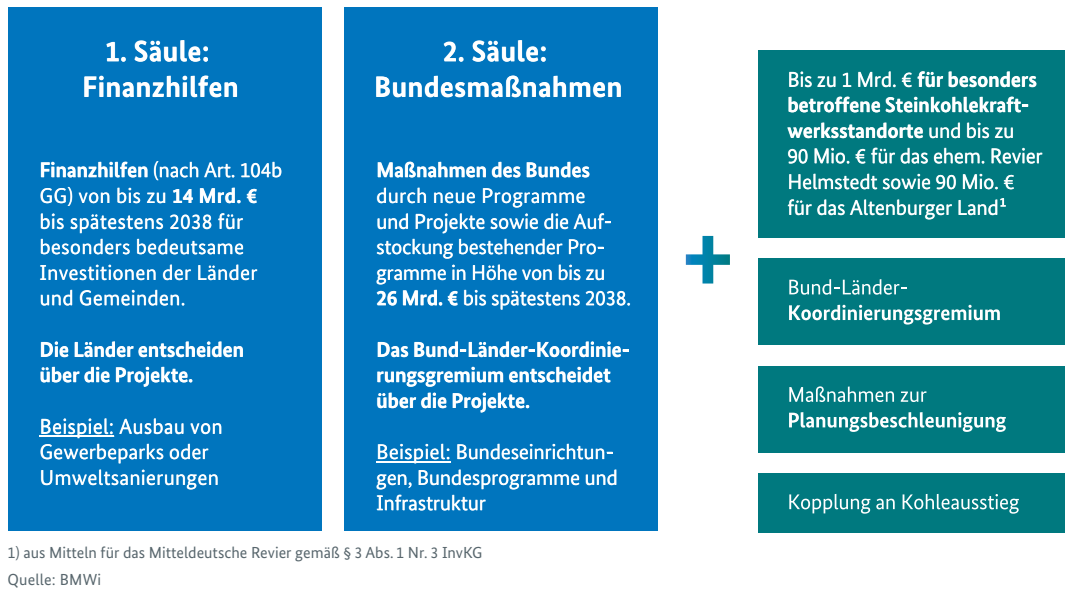 1. Säule:
Finanzhilfen
Finanzhilfen (nach Art. 104b
GG) von bis zu 14 Mrd. €
bis spätestens 2038 für
besonders bedeutsame
Investitionen der Länder
und Gemeinden.
Die Länder entscheiden
über die Projekte.
Beispiel: Ausbau von
Gewerbeparks oder
Umweltsanierungen
2. Säule:
Bundesmaßnahmen
Maßnahmen des Bundes
durch neue Programme
und Projekte sowie die Auf-
stockung bestehender Pro-
gramme in Höhe von bis zu
26 Mrd. € bis spätestens 2038.
Das Bund-Länder-Koordinie-
rungsgremium entscheidet
über die Projekte.
Beispiel: Bundeseinrichtun-
gen, Bundesprogramme und
Infrastruktur
+
Bis zu 1 Mrd. € für besonders
betroffene Steinkohlekraft-
werksstandorte und bis zu
90 Mio. € für das ehem. Revier
Helmstedt sowie 90 Mio. €
für das Altenburger Land¹
Bund-Länder-
Koordinierungsgremium
Maßnahmen zur
Planungsbeschleunigung
Kopplung an Kohleausstieg
1) aus Mitteln für das Mitteldeutsche Revier gemäß § 3 Abs. 1 Nr. 3 InvKG
Quelle: BMWi